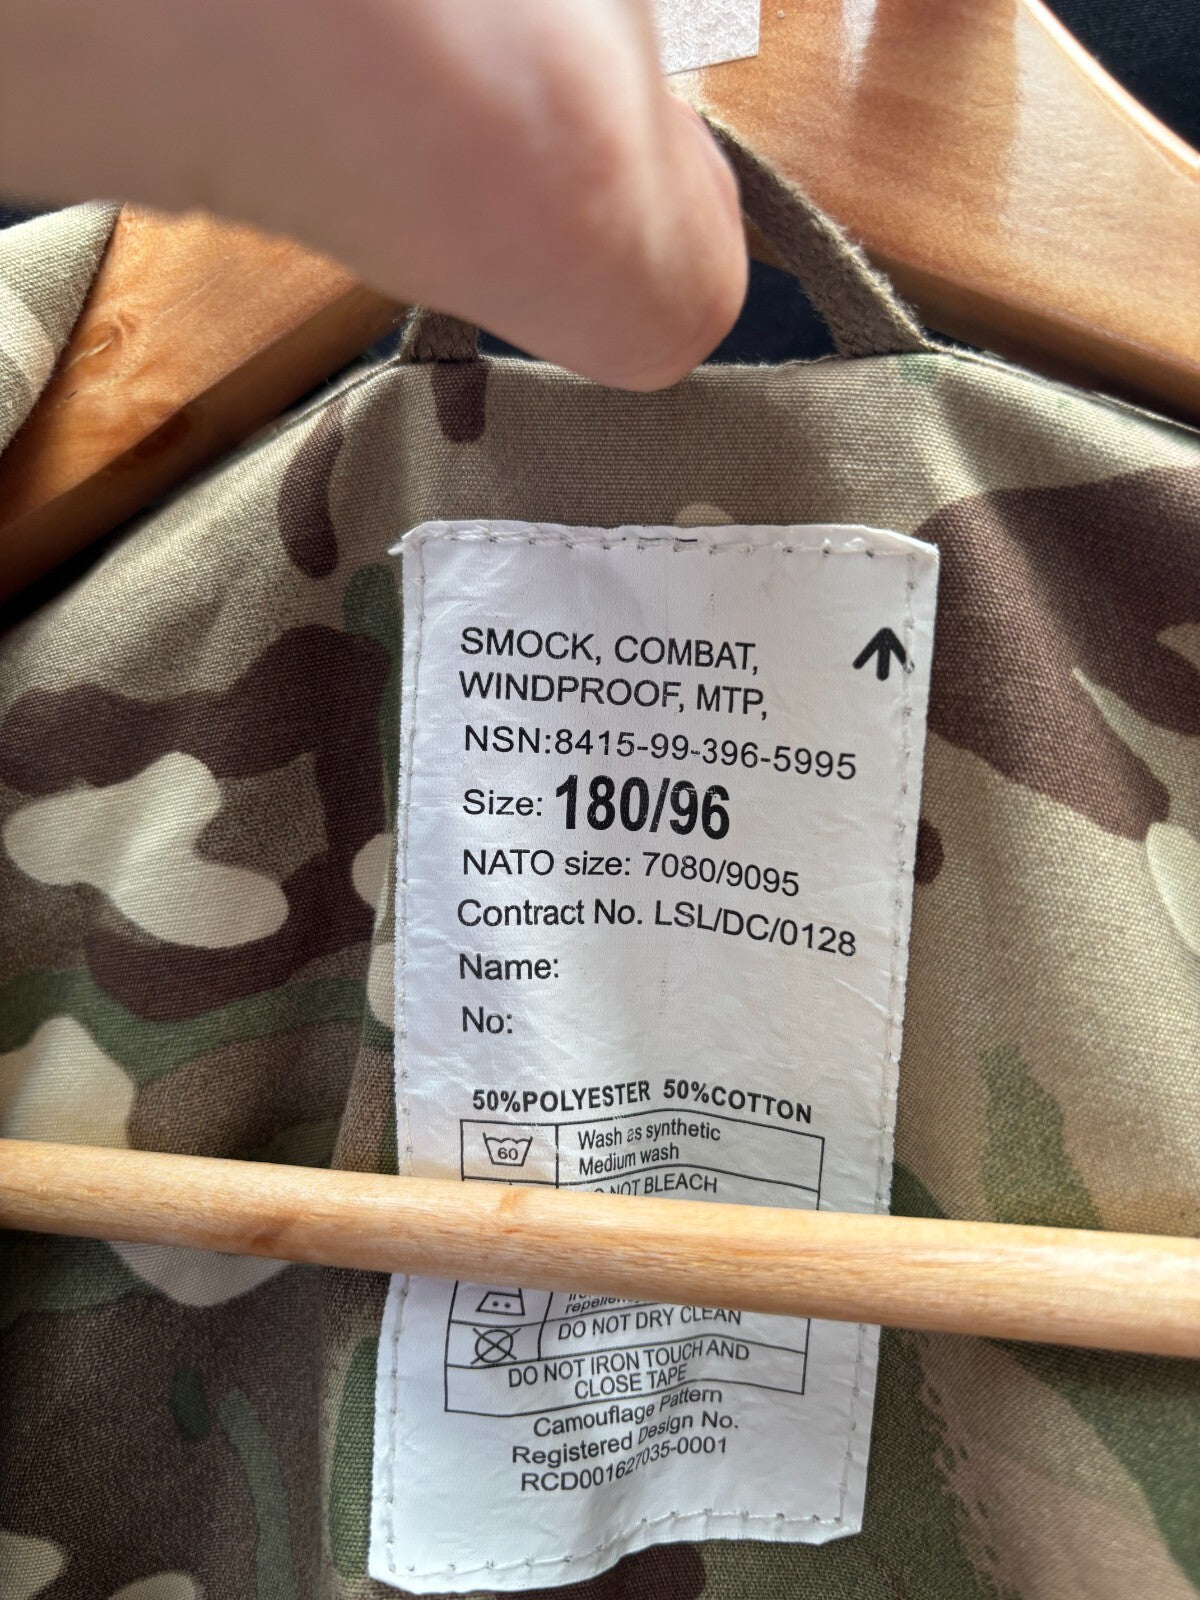 SMOCK, COMBAT,
WINDPROOF, MTP,
NSN:8415-99-396-5995
Size: 180/96
NATO size: 7080/9095
Contract No. LSL/DC/0128
Name:
No:
50%POLYESTER 50%COTTON
60
Wash as synthetic
Medium wash
NOT BLEACH
DO NOT DRY CLEAN
DO NOT IRON TOUCH AND
CLOSE TAPE
Camouflage Pattern
Registered Design No.
RCD001627035-0001